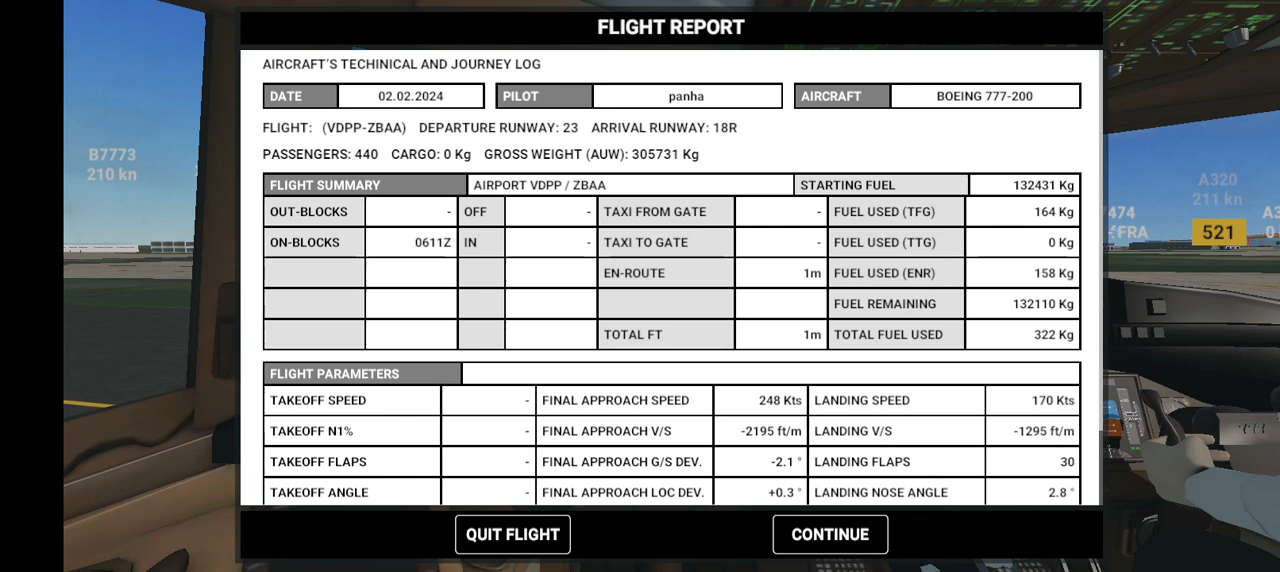 FLIGHT REPORT
AIRCRAFT'S TECHINICAL AND JOURNEY LOG
DATE 02.02.2024 PILOT panha AIRCRAFT BOEING 777-200
FLIGHT: (VDPP-ZBAA) DEPARTURE RUNWAY: 23 ARRIVAL RUNWAY: 18R
PASSENGERS: 440 CARGO: 0 Kg GROSS WEIGHT (AUW): 305731 Kg
FLIGHT SUMMARY AIRPORT VDPP / ZBAA STARTING FUEL 132431 Kg
OUT-BLOCKS - OFF - TAXI FROM GATE - FUEL USED (TFG) 164 Kg
ON-BLOCKS 0611Z IN - TAXI TO GATE - FUEL USED (TTG) 0 Kg
EN-ROUTE 1m FUEL USED (ENR) 158 Kg
FUEL REMAINING 132110 Kg
TOTAL FT 1m TOTAL FUEL USED 322 Kg
FLIGHT PARAMETERS
TAKEOFF SPEED - FINAL APPROACH SPEED 248 Kts LANDING SPEED 170 Kts
TAKEOFF N1% - FINAL APPROACH V/S -2195 ft/m LANDING V/S -1295 ft/m
TAKEOFF FLAPS - FINAL APPROACH G/S DEV. -2.1 ° LANDING FLAPS 30
TAKEOFF ANGLE - FINAL APPROACH LOC DEV. +0.3 ° LANDING NOSE ANGLE 2.8 °
QUIT FLIGHT CONTINUE
B7773
210 kn
A320
211 kn
521